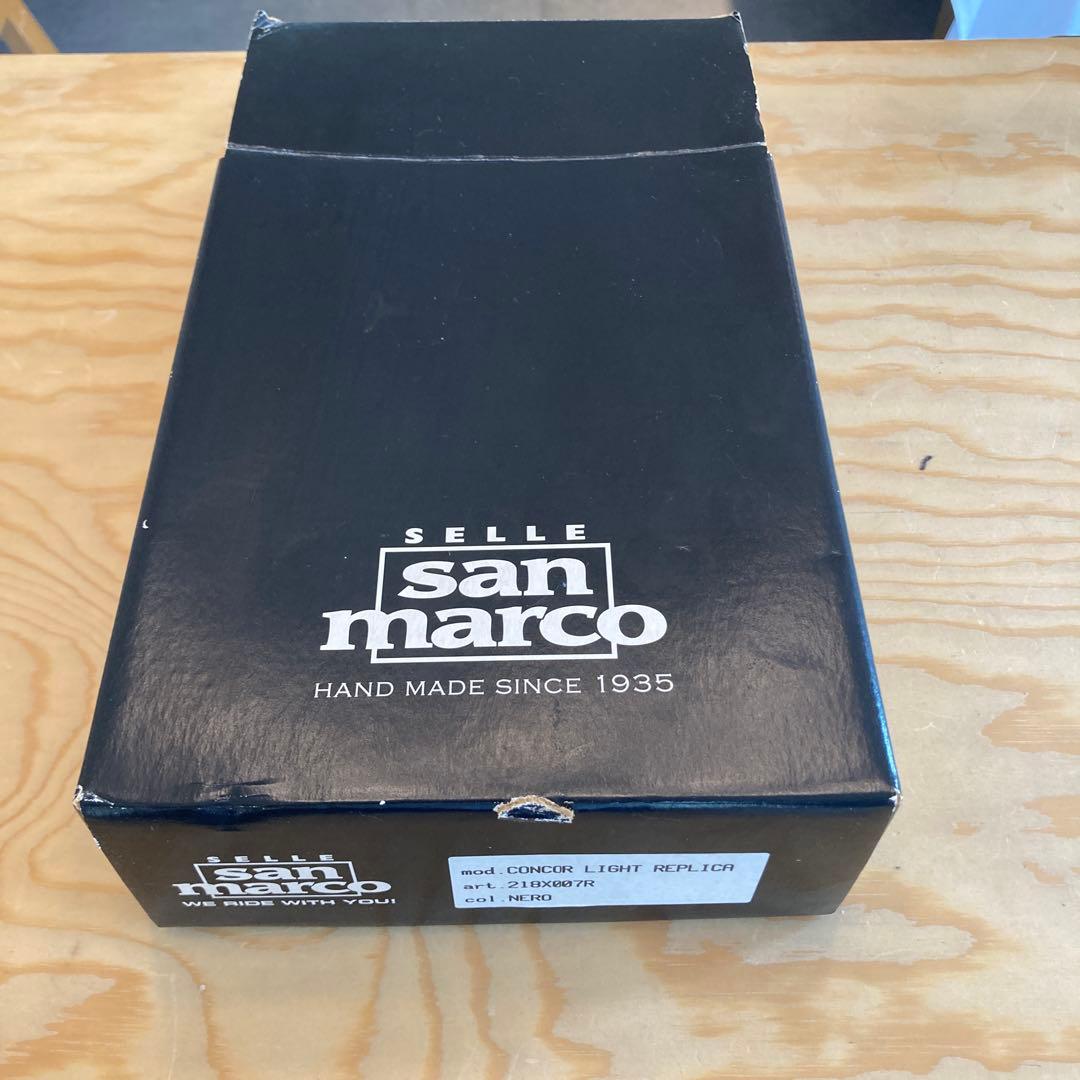 SELLE
san
marco
HAND MADE SINCE 1935
SELLE
san
marco
WE RIDE WITH YOU!
mod.CONCOR LIGHT REPLICA
art.218X007R
col.NERO